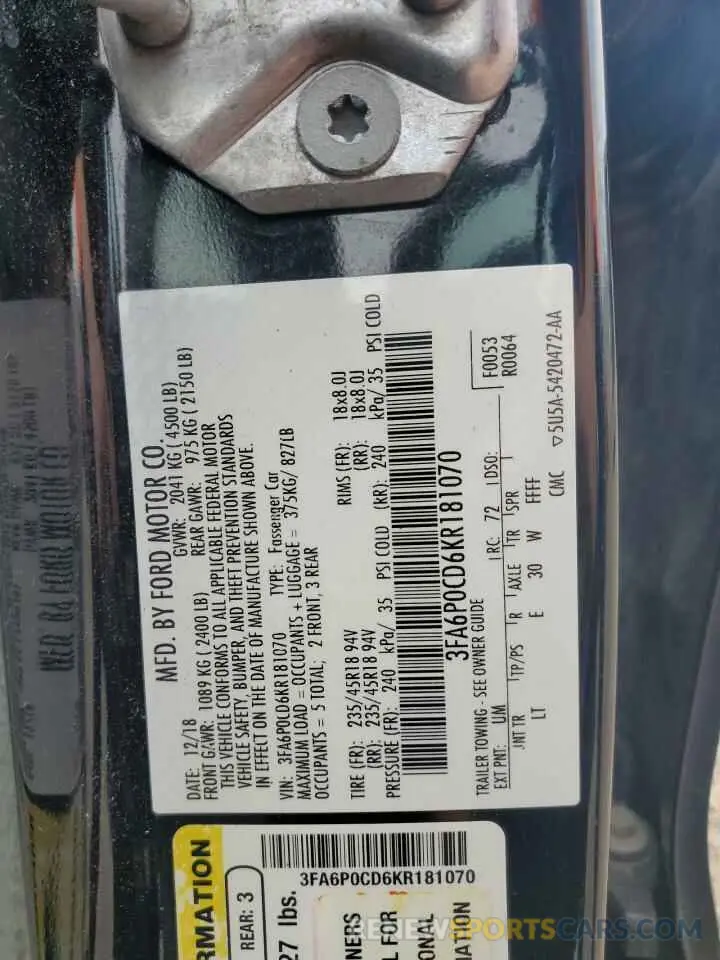 MFD. BY FORD MOTOR CO.
DATE: 12/18 GVWR: 2041 KG ( 4500 LB)
FRONT GAWR: 1089 KG ( 2400 LB) REAR GAWR: 975 KG ( 2150 LB)
THIS VEHICLE CONFORMS TO ALL APPLICABLE FEDERAL MOTOR
VEHICLE SAFETY, BUMPER, AND THEFT PREVENTION STANDARDS
IN EFFECT ON THE DATE OF MANUFACTURE SHOWN ABOVE.
VIN: 3FA6P0CD6KR181070 TYPE: Passenger Car
MAXIMUM LOAD = OCCUPANTS + LUGGAGE = 375KG/ 827LB
OCCUPANTS = 5 TOTAL; 2 FRONT, 3 REAR
TIRE (FR): 235/45R18 94V RIMS (FR): 18x8.0J
(RR): 235/45R18 94V (RR): 18x8.0J
PRESSURE (FR): 240 kPa/ 35 PSI COLD (RR): 240 kPa/ 35 PSI COLD
3FA6P0CD6KR181070
TRAILER TOWING - SEE OWNER GUIDE
F0053
R0064
EXT PNT: UM RC: 72 DSO:
INT TR TP/PS R AXLE TR SPR
LT E 30 W FFFF
CMC 5U5A-5420472-AA
3FA6P0CD6KR181070
RMATION
REAR: 3
27 lbs.
NERS
L FOR
ONAL
MATION
REVIEWSNEWSPORTCARS